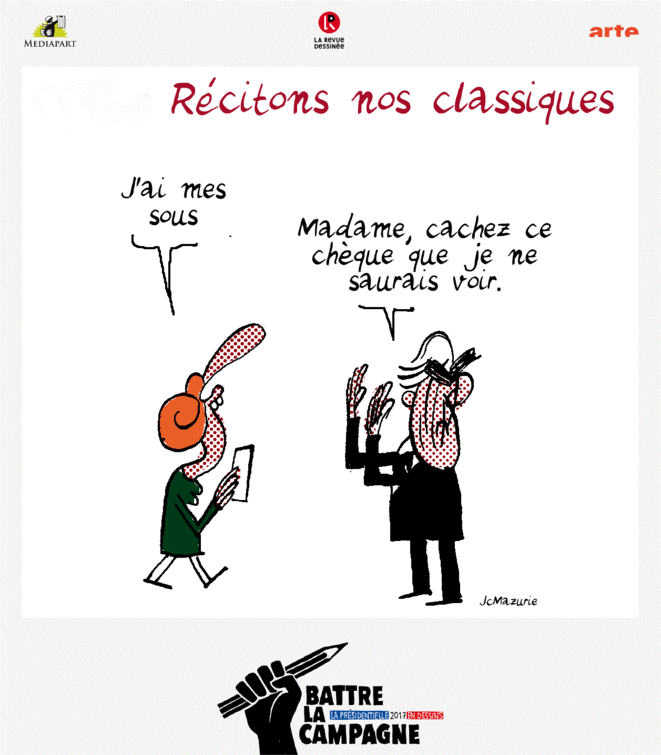 MEDIAPART
LA REVUE
DESSINÉE
arte
Récitons nos classiques
J'ai mes
sous
Madame, cachez ce
chèque que je ne
saurais voir.
JcMazurie
BATTRE
LA LA PRÉSIDENTIELLE 2017 EN DESSINS
CAMPAGNE